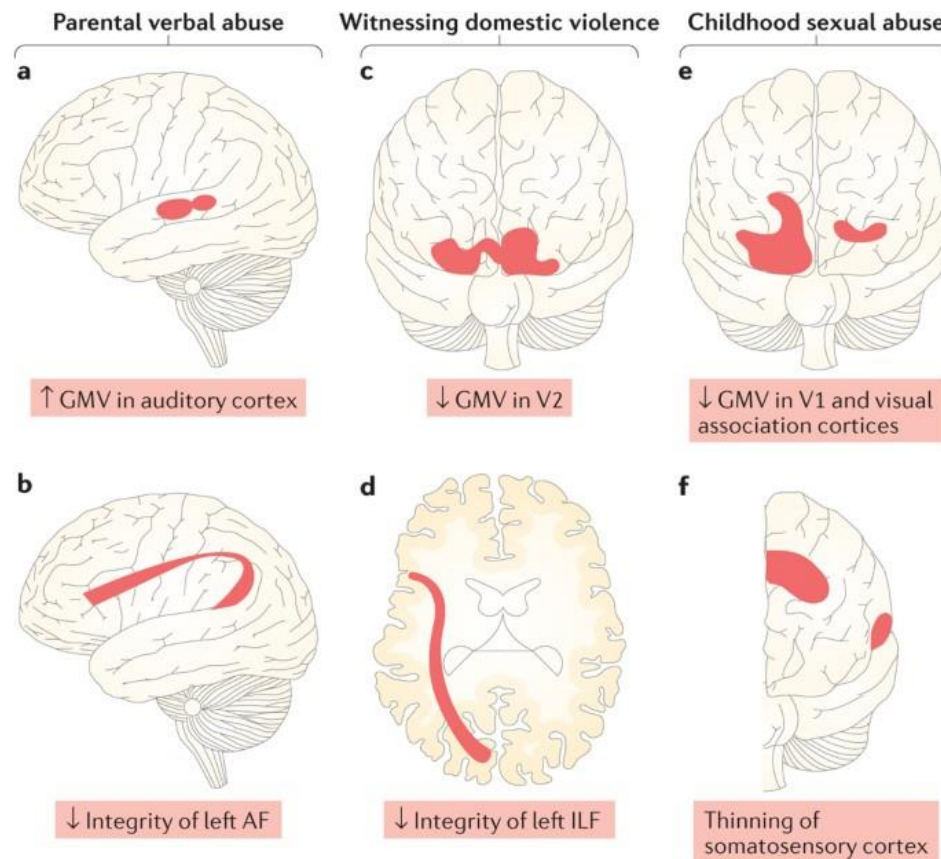 Parental verbal abuse
Witnessing domestic violence
Childhood sexual abuse
a
c
e
↑ GMV in auditory cortex
↓ GMV in V2
↓ GMV in V1 and visual
association cortices
b
d
f
↓ Integrity of left AF
↓ Integrity of left ILF
Thinning of
somatosensory cortex